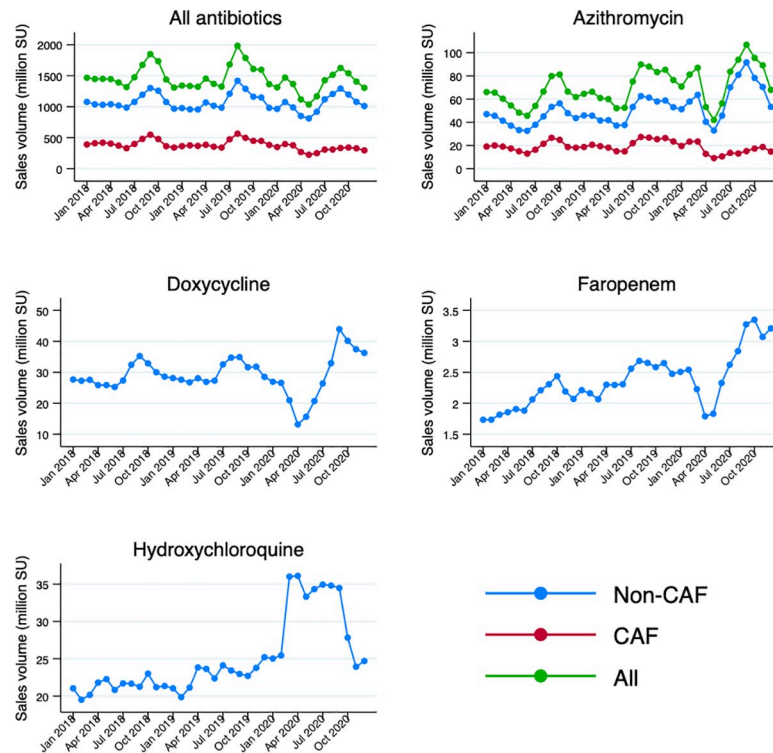 All antibiotics
Sales volume (million SU)
2000
1500
1000
500
0
Jan 2018
Apr 2018
Jul 2018
Oct 2018
Jan 2019
Apr 2019
Jul 2019
Oct 2019
Jan 2020
Apr 2020
Jul 2020
Oct 2020
Azithromycin
Sales volume (million SU)
100
80
60
40
20
0
Jan 2018
Apr 2018
Jul 2018
Oct 2018
Jan 2019
Apr 2019
Jul 2019
Oct 2019
Jan 2020
Apr 2020
Jul 2020
Oct 2020
Doxycycline
Sales volume (million SU)
50
40
30
20
10
Jan 2018
Apr 2018
Jul 2018
Oct 2018
Jan 2019
Apr 2019
Jul 2019
Oct 2019
Jan 2020
Apr 2020
Jul 2020
Oct 2020
Faropenem
Sales volume (million SU)
3.5
3
2.5
2
1.5
Jan 2018
Apr 2018
Jul 2018
Oct 2018
Jan 2019
Apr 2019
Jul 2019
Oct 2019
Jan 2020
Apr 2020
Jul 2020
Oct 2020
Hydroxychloroquine
Sales volume (million SU)
35
30
25
20
Jan 2018
Apr 2018
Jul 2018
Oct 2018
Jan 2019
Apr 2019
Jul 2019
Oct 2019
Jan 2020
Apr 2020
Jul 2020
Oct 2020
Non-CAF
CAF
All